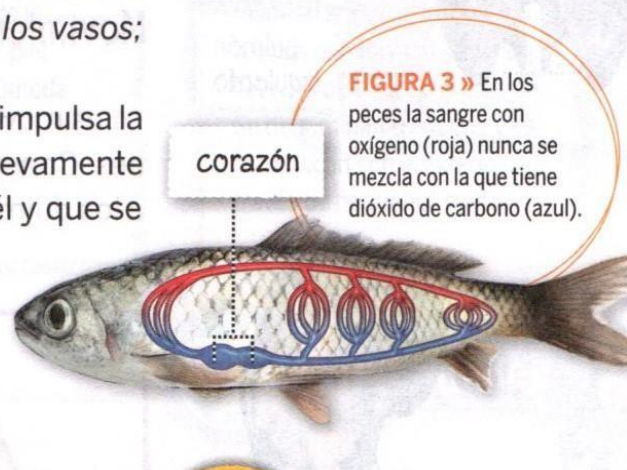 los vasos;
impulsa la
evamente
él y que se
corazón
FIGURA 3 » En los
peces la sangre con
oxígeno (roja) nunca se
mezcla con la que tiene
dióxido de carbono (azul).